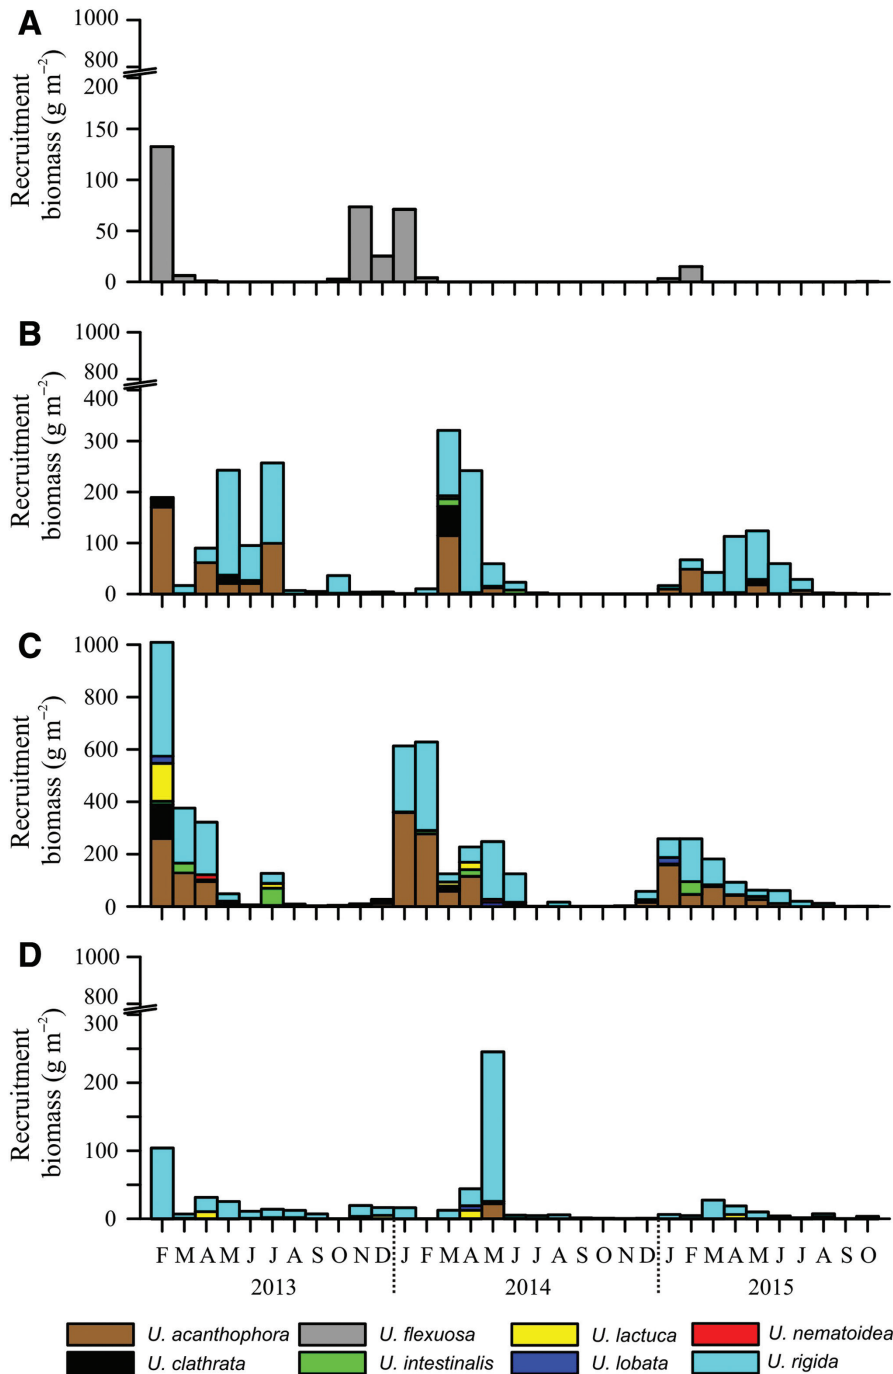 A
1000
800
200
150
100
50
0
Recruitment
biomass (g m⁻²)
B
1000
800
400
300
200
100
0
Recruitment
biomass (g m⁻²)
C
1000
800
600
400
200
0
Recruitment
biomass (g m⁻²)
D
1000
800
300
200
100
0
Recruitment
biomass (g m⁻²)
F M A M J J A S O N D J F M A M J J A S O N D J F M A M J J A S O
2013 2014 2015
U. acanthophora U. flexuosa U. lactuca U. nematoidea
U. clathrata U. intestinalis U. lobata U. rigida